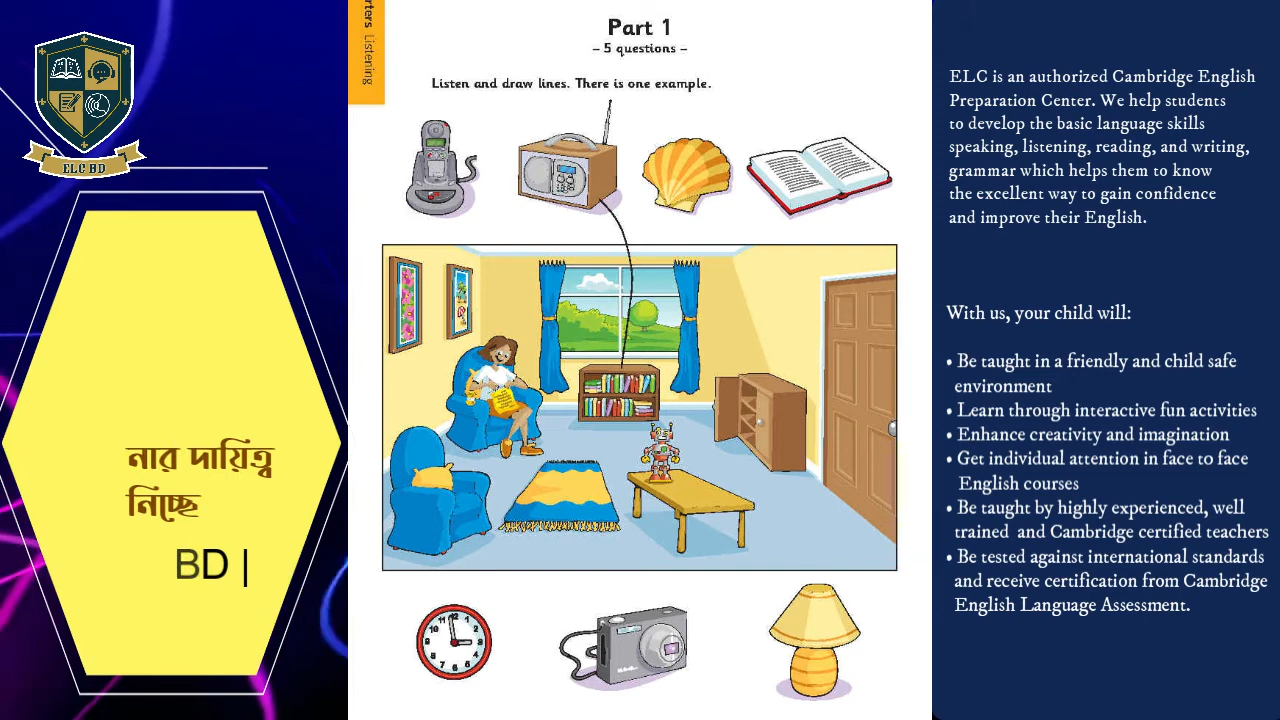 ELC BD
নার দায়িত্ব
নিচ্ছে
BD |
rters Listening
Part 1
– 5 questions –
Listen and draw lines. There is one example.
ELC is an authorized Cambridge English
Preparation Center. We help students
to develop the basic language skills
speaking, listening, reading, and writing,
grammar which helps them to know
the excellent way to gain confidence
and improve their English.
With us, your child will:
• Be taught in a friendly and child safe
environment
• Learn through interactive fun activities
• Enhance creativity and imagination
• Get individual attention in face to face
English courses
• Be taught by highly experienced, well
trained and Cambridge certified teachers
• Be tested against international standards
and receive certification from Cambridge
English Language Assessment.